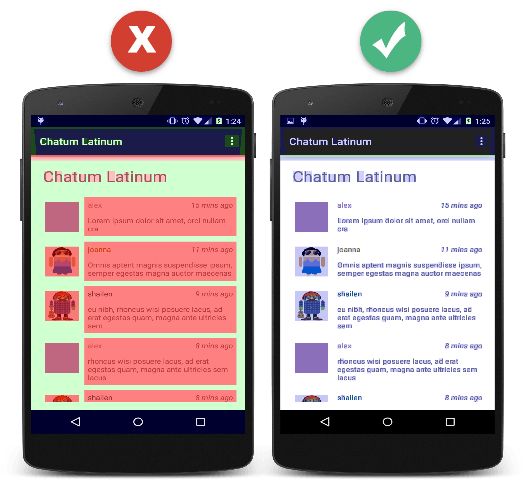 X
1:24
Chatum Latinum
Chatum Latinum
alex 15 mins ago
Lorem ipsum dolor sit amet, orci nullam
cra
joanna 11 mins ago
Omnis aptent magnis suspendisse ipsum,
semper egestas magna auctor maecenas
shailen 9 mins ago
eu nibh, rhoncus wisi posuere lacus, ad erat
egestas quam, magna ante ultricies
sem
alex 8 mins ago
rhoncus wisi posuere lacus, ad erat
egestas quam, magna ante ultricies sem
lacus
shailen 8 mins ago
1:25
Chatum Latinum
Chatum Latinum
alex 15 mins ago
Lorem ipsum dolor sit amet, orci nullam
cra
joanna 11 mins ago
Omnis aptent magnis suspendisse ipsum,
semper egestas magna auctor maecenas
shailen 9 mins ago
eu nibh, rhoncus wisi posuere lacus, ad
erat egestas quam, magna ante ultricies
sem
alex 8 mins ago
rhoncus wisi posuere lacus, ad erat
egestas quam, magna ante ultricies sem
lacus
shailen 8 mins ago